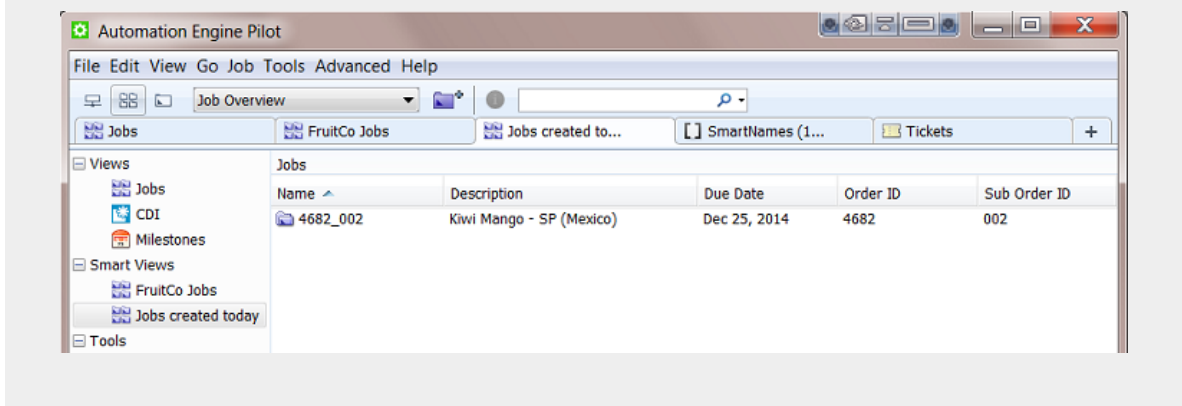 Automation Engine Pilot
File Edit View Go Job Tools Advanced Help
Job Overview
Jobs FruitCo Jobs Jobs created to... [ ] SmartNames (1... Tickets +
Views Jobs
Jobs Name Description Due Date Order ID Sub Order ID
CDI 4682_002 Kiwi Mango - SP (Mexico) Dec 25, 2014 4682 002
Milestones
Smart Views
FruitCo Jobs
Jobs created today
Tools